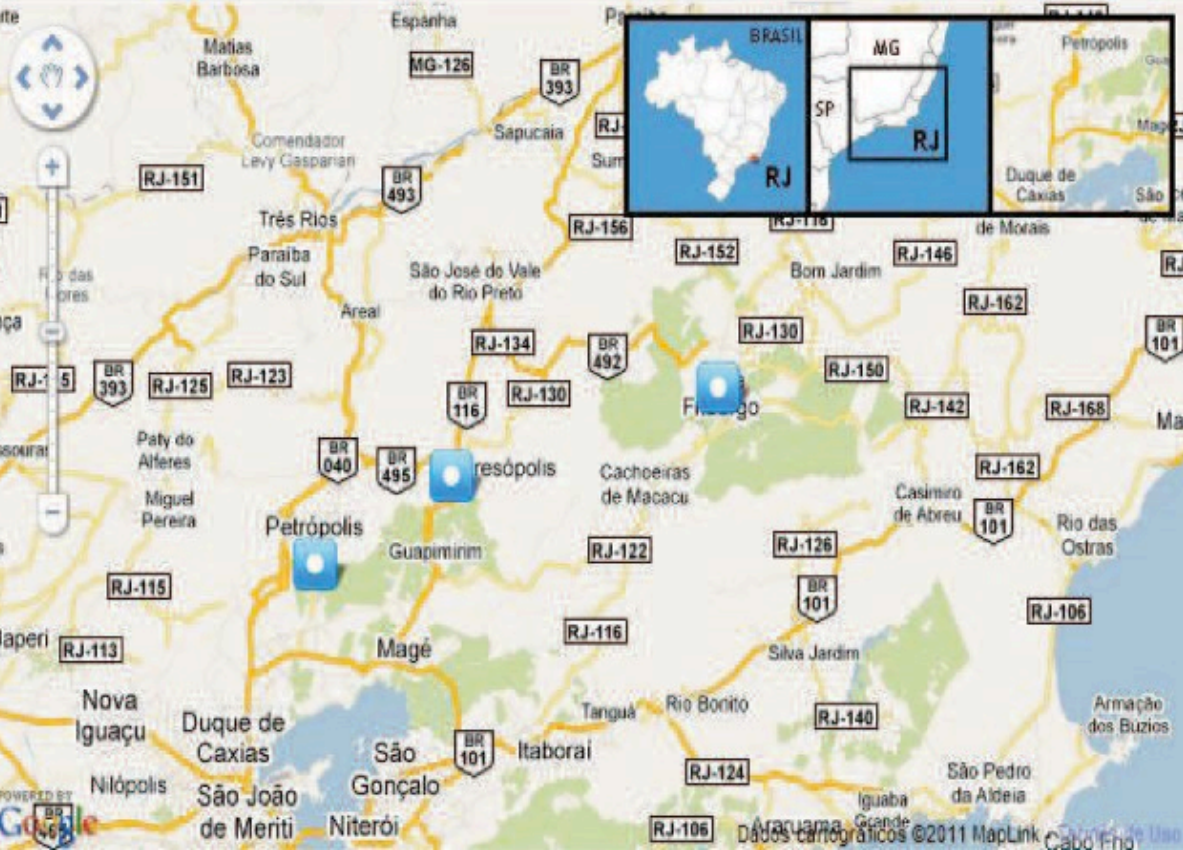 Espanha
Matias
Barbosa
MG-126
BR
393
Sapucaia
Comendador
Levy Gasparian
RJ-151
BR
493
Três Rios
Paraíba
do Sul
RJ-156
São José do Vale
do Rio Preto
Areal
BRASIL
RJ
MG
SP
RJ
Petrópolis
Duque de
Caxias
São
de Morais
RJ-152
Bom Jardim
RJ-146
RJ-162
RJ-134
BR
492
RJ-130
BR
101
BR
393
RJ-125
RJ-123
BR
116
RJ-130
RJ-150
RJ-142
RJ-168
Paty do
Alferes
BR
040
BR
495
resópolis
Cachoeiras
de Macacu
RJ-162
Miguel
Pereira
Petrópolis
Guapimirim
Casimiro
de Abreu
BR
101
Rio das
Ostras
RJ-122
RJ-126
RJ-115
BR
101
RJ-106
RJ-116
RJ-113
Magé
Silva Jardim
Nova
Iguaçu
Duque de
Caxias
Tanguá
Rio Bonito
RJ-140
Armação
dos Buzios
São
Gonçalo
BR
101
Itaboraí
RJ-124
Nilópolis
São João
de Meriti
Niterói
São Pedro
da Aldeia
Iguaba
Grande
POWERED BY
Google
RJ-106
Araruama
Dados cartográficos ©2011 MapLink -
Cabo Frio